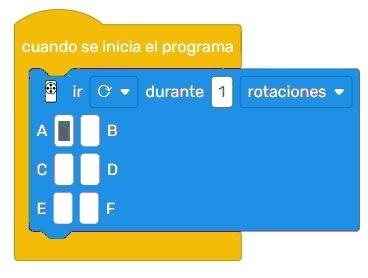 cuando se inicia el programa
ir durante 1 rotaciones
A B
C D
E F